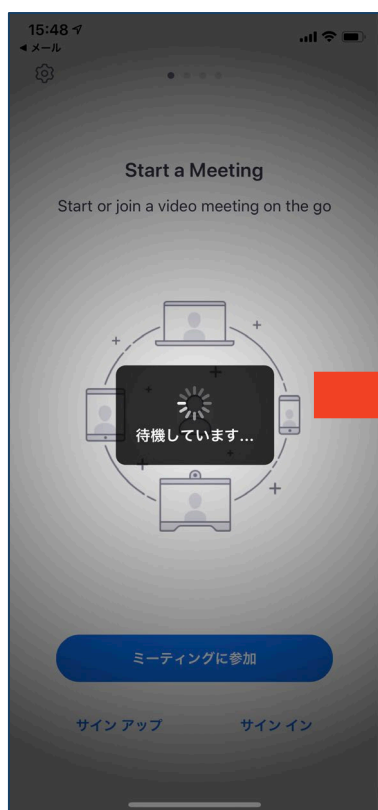 15:48
◀ メール
Start a Meeting
Start or join a video meeting on the go
待機しています...
ミーティングに参加
サイン アップ
サイン イン